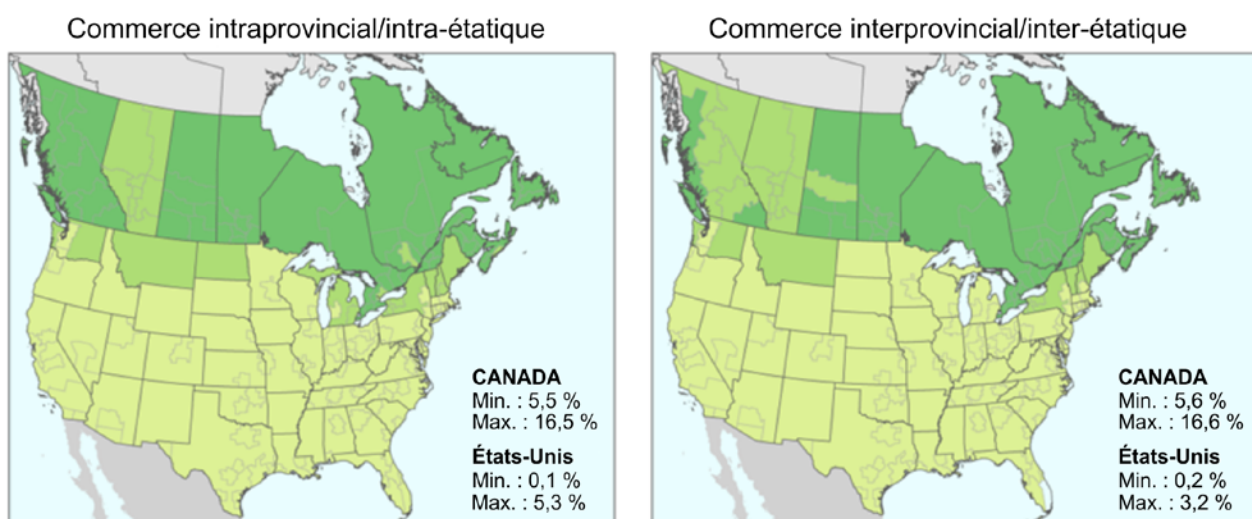 Commerce intraprovincial/intra-étatique
CANADA
Min. : 5,5 %
Max. : 16,5 %
États-Unis
Min. : 0,1 %
Max. : 5,3 %
Commerce interprovincial/inter-étatique
CANADA
Min. : 5,6 %
Max. : 16,6 %
États-Unis
Min. : 0,2 %
Max. : 3,2 %